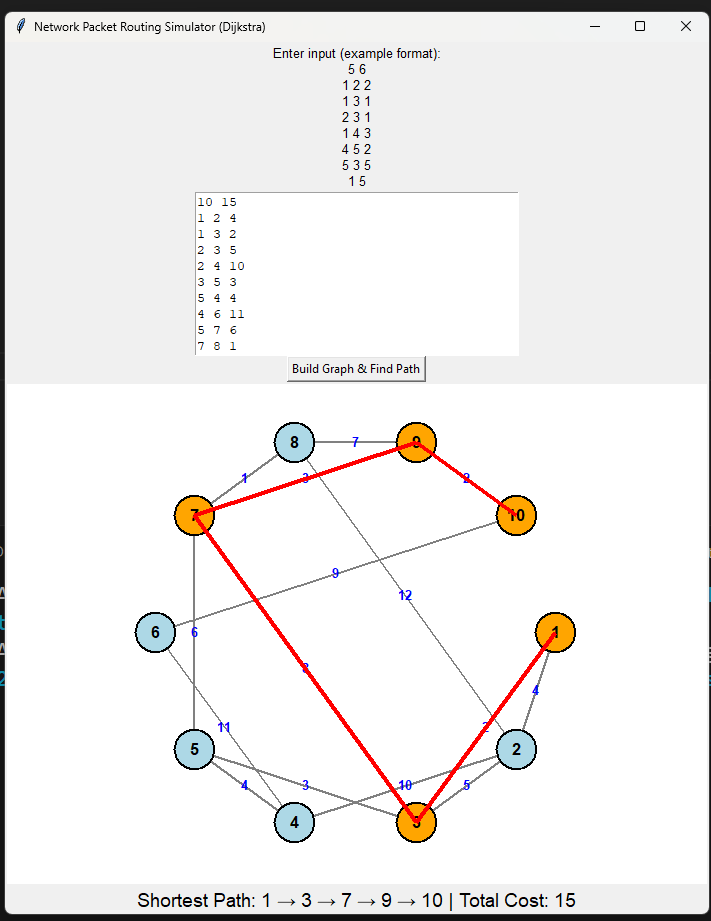 Network Packet Routing Simulator (Dijkstra)
Enter input (example format):
5 6
1 2 2
1 3 1
2 3 1
1 4 3
4 5 2
5 3 5
1 5
10 15
1 2 4
1 3 2
2 3 5
2 4 10
3 5 3
5 4 4
4 6 11
5 7 6
7 8 1
Build Graph & Find Path
8 7 9
1 3 2
7 10
9
12
6 6 1
4
11 2
5 2
4 3 10 5
4 3
Shortest Path: 1 → 3 → 7 → 9 → 10 | Total Cost: 15